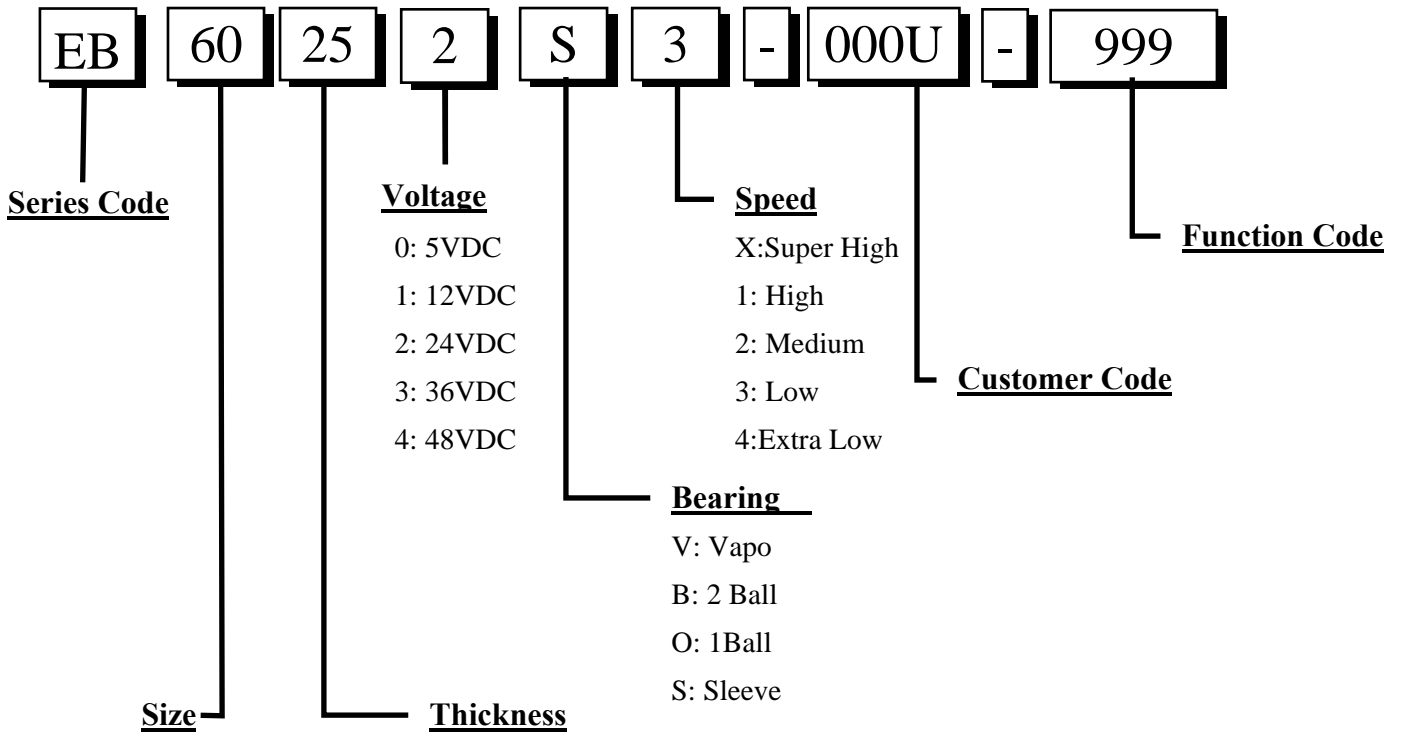 EB 60 25 2 S 3 - 000U - 999
Series Code
Voltage
0: 5VDC
1: 12VDC
2: 24VDC
3: 36VDC
4: 48VDC
Speed
X:Super High
1: High
2: Medium
3: Low
4:Extra Low
Function Code
Customer Code
Bearing
V: Vapo
B: 2 Ball
O: 1Ball
S: Sleeve
Size
Thickness